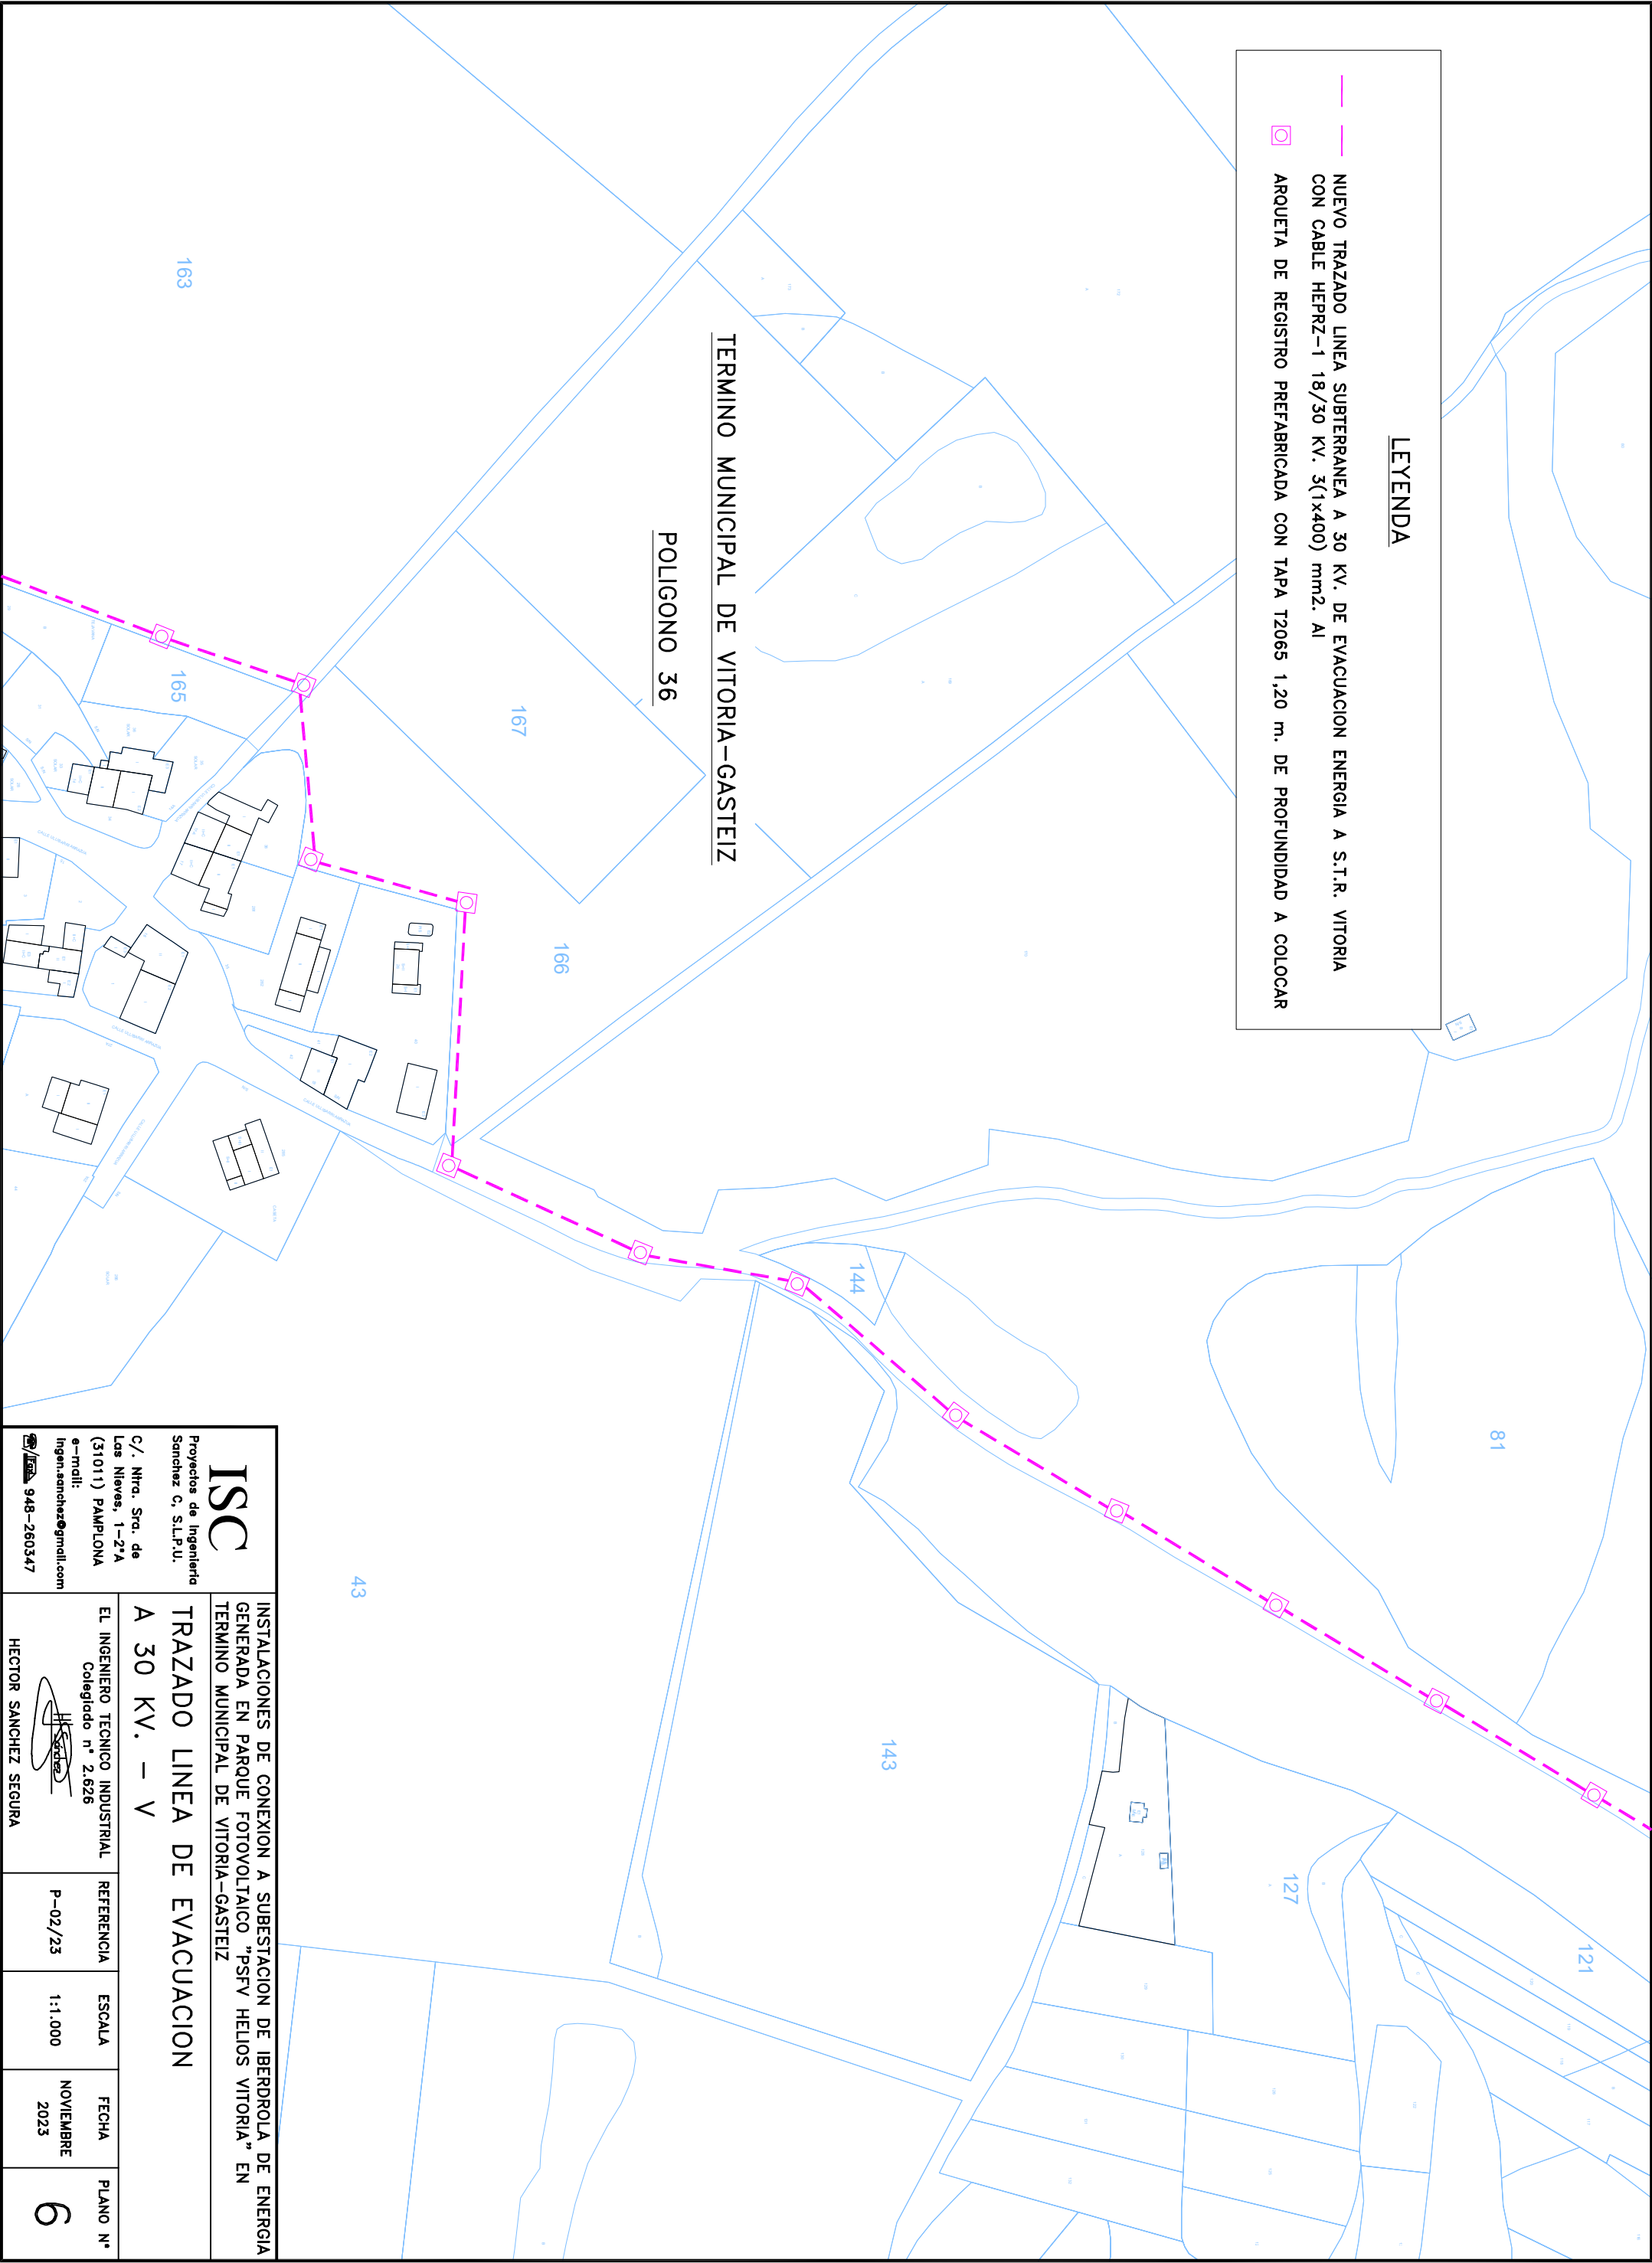 LEYENDA
NUEVO TRAZADO LINEA SUBTERRANEA A 30 KV. DE EVACUACION ENERGIA A S.T.R. VITORIA
CON CABLE HEPRZ-1 18/30 KV. 3(1x400) mm2. Al
ARQUETA DE REGISTRO PREFABRICADA CON TAPA T2065 1,20 m. DE PROFUNDIDAD A COLOCAR
TERMINO MUNICIPAL DE VITORIA-GASTEIZ
POLIGONO 36
163
165
167
166
144
81
43
143
127
121
ISC
Proyectos de Ingenieria
Sanchez C, S.L.P.U.
C/. Ntra. Sra. de
Las Nieves, 1-2ºA
(31011) PAMPLONA
e-mail:
ingen.sanchez@gmail.com
/Fax 948-260347
INSTALACIONES DE CONEXION A SUBESTACION DE IBERDROLA DE ENERGIA
GENERADA EN PARQUE FOTOVOLTAICO "PSFV HELIOS VITORIA" EN
TERMINO MUNICIPAL DE VITORIA-GASTEIZ
TRAZADO LINEA DE EVACUACION
A 30 KV. - V
EL INGENIERO TECNICO INDUSTRIAL
Colegiado nº 2.626
HSánchez
HECTOR SANCHEZ SEGURA
REFERENCIA
P-02/23
ESCALA
1:1.000
FECHA
NOVIEMBRE
2023
PLANO Nº
6